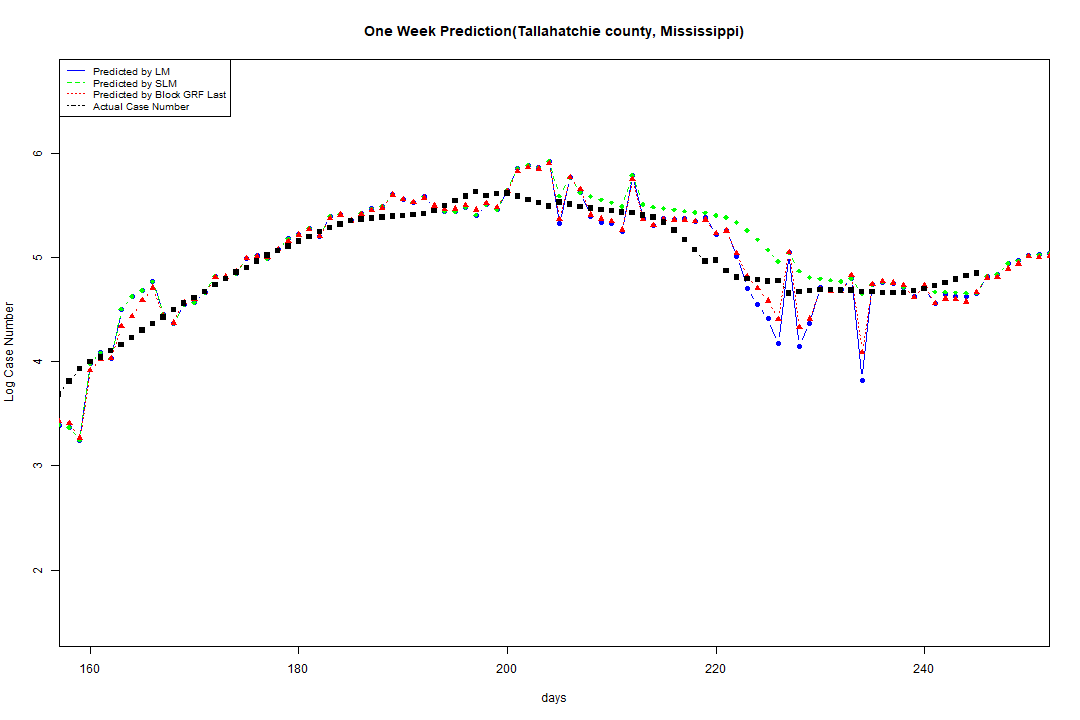 One Week Prediction(Tallahatchie county, Mississippi)
Predicted by LM
Predicted by SLM
Predicted by Block GRF Last
Actual Case Number
6
5
4
3
2
Log Case Number
160 180 200 220 240
days